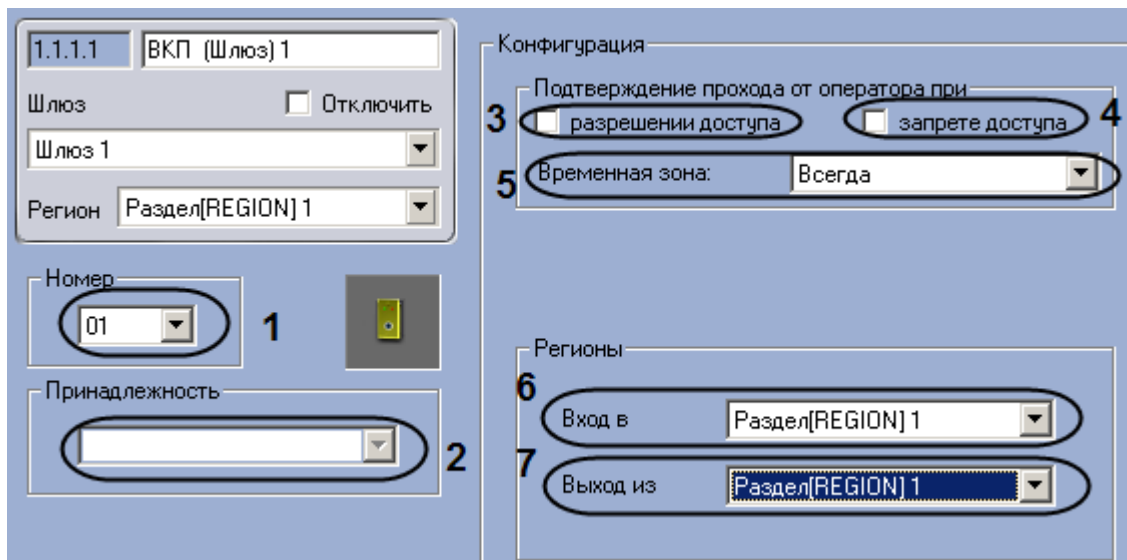 1.1.1.1 ВКП (Шлюз) 1
Шлюз Отключить
Шлюз 1
Регион Раздел[REGION] 1
Номер
01
1
Принадлежность
2
Конфигурация
Подтверждение прохода от оператора при
3 разрешении доступа запрете доступа 4
5 Временная зона: Всегда
Регионы
6
Вход в Раздел[REGION] 1
7
Выход из Раздел[REGION] 1